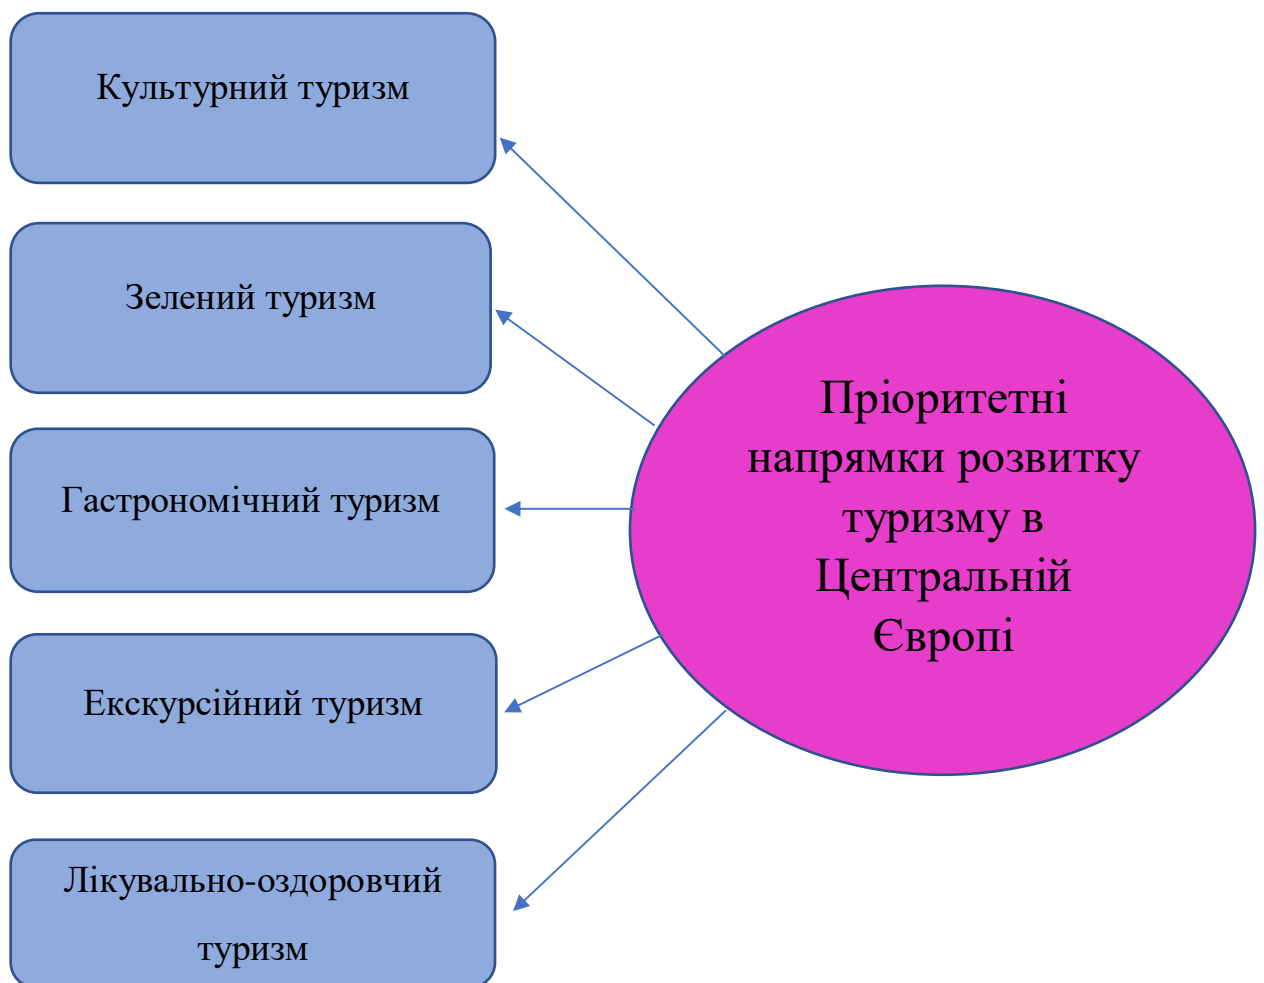 Культурний туризм
Зелений туризм
Гастрономічний туризм
Екскурсійний туризм
Лікувально-оздоровчий
туризм
Пріоритетні
напрямки розвитку
туризму в
Центральній
Європі